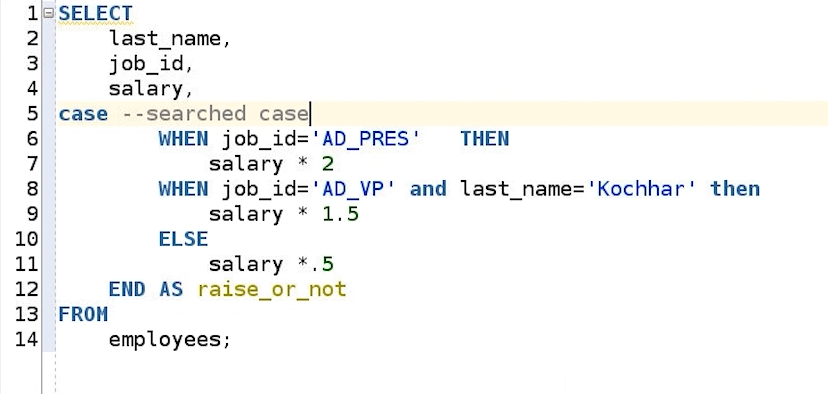 1 SELECT
2     last_name,
3     job_id,
4     salary,
5 case --searched case
6         WHEN job_id='AD_PRES'   THEN
7             salary * 2
8         WHEN job_id='AD_VP' and last_name='Kochhar' then
9             salary * 1.5
10         ELSE
11             salary *.5
12     END AS raise_or_not
13 FROM
14     employees;